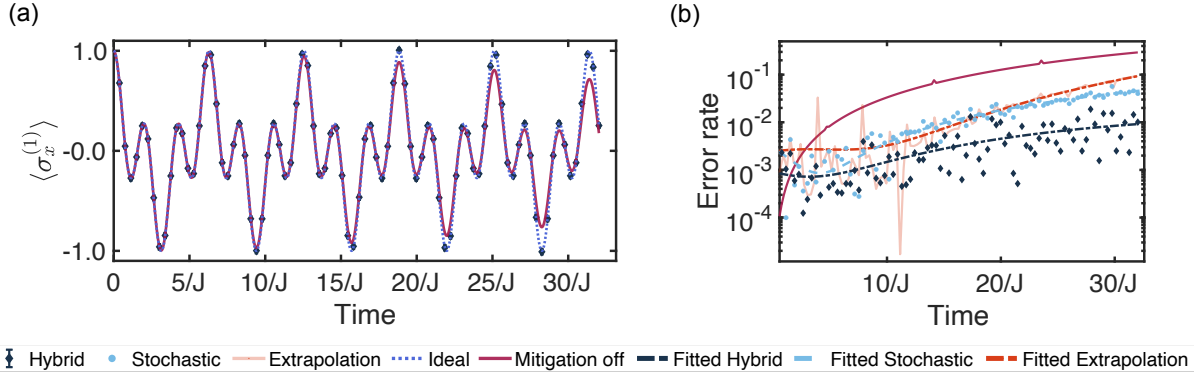 (a)
(b)
1.0
-0.0
-1.0
⟨σ_x^(1)⟩
0 5/J 10/J 15/J 20/J 25/J 30/J
Time
10^-1
10^-2
10^-3
10^-4
Error rate
10/J 20/J 30/J
Time
Hybrid Stochastic Extrapolation Ideal Mitigation off Fitted Hybrid Fitted Stochastic Fitted Extrapolation